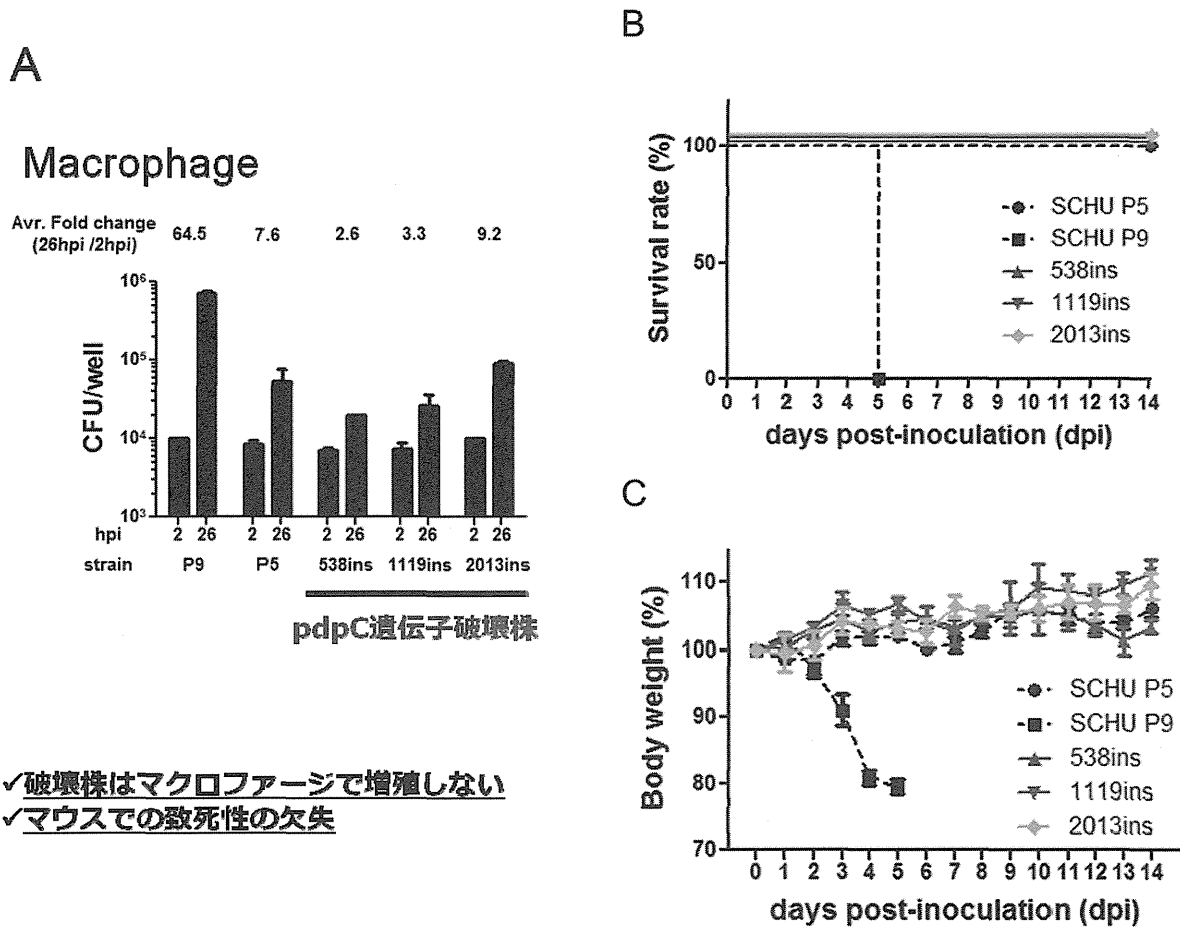 A
Macrophage
Avr. Fold change
(26hpi /2hpi)
64.5 7.6 2.6 3.3 9.2
CFU/well
10⁶
10⁵
10⁴
10³
hpi 2 26 2 26 2 26 2 26 2 26
strain P9 P5 538ins 1119ins 2013ins
pdpC遺伝子破壊株
✓破壊株はマクロファージで増殖しない
✓マウスでの致死性の欠失
B
Survival rate (%)
100
50
0
SCHU P5
SCHU P9
538ins
1119ins
2013ins
0 1 2 3 4 5 6 7 8 9 10 11 12 13 14
days post-inoculation (dpi)
C
Body weight (%)
110
100
90
80
70
SCHU P5
SCHU P9
538ins
1119ins
2013ins
0 1 2 3 4 5 6 7 8 9 10 11 12 13 14
days post-inoculation (dpi)